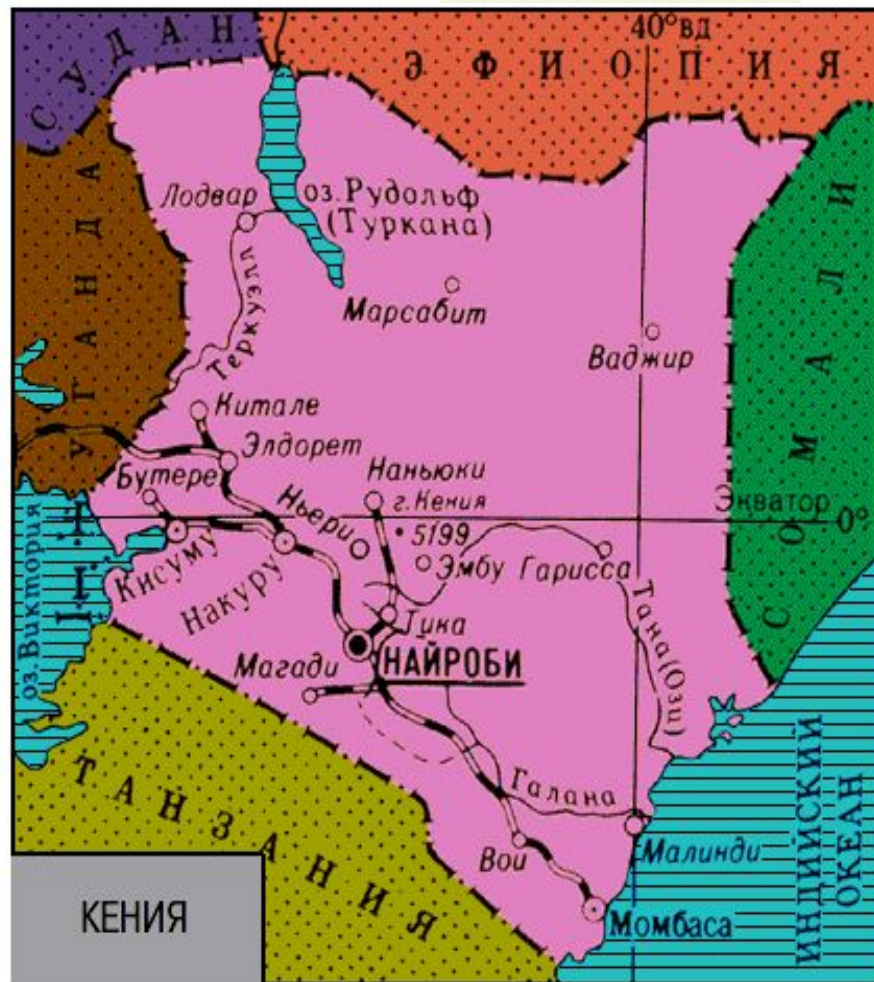 СУДАН
40° ВД
ЭФИОПИЯ
УГАНДА
Лодвар
оз. Рудольф
(Туркана)
СОМАЛИ
Марсабит
Ваджир
Теркуэлл
Китале
Элдорет
Бутере
Наньюки
г. Кения
5199
Экватор
0°
Ньери
Эмбу
Гарисса
Кисуму
Накуру
оз. Виктория
Тика
Тана (Ози)
НАЙРОБИ
Магади
ТАНЗАНИЯ
Галана
Вои
Малинди
ИНДИЙСКИЙ
ОКЕАН
Момбаса
КЕНИЯ